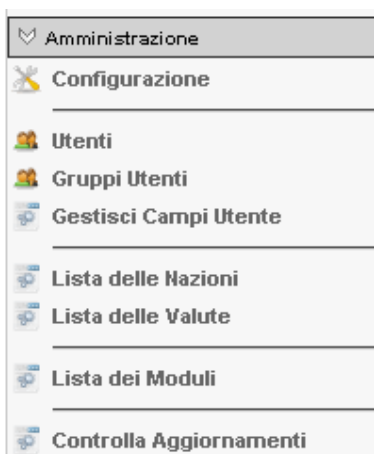 Amministrazione
Configurazione
Utenti
Gruppi Utenti
Gestisci Campi Utente
Lista delle Nazioni
Lista delle Valute
Lista dei Moduli
Controlla Aggiornamenti